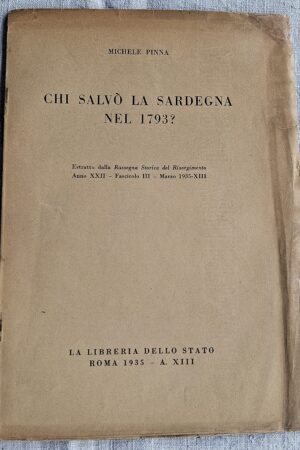 MICHELE PINNA
CHI SALVÒ LA SARDEGNA
NEL 1793?
Estratto dalla Rassegna Storica del Risorgimento
Anno XXII - Fascicolo III - Marzo 1935-XIII
LA LIBRERIA DELLO STATO
ROMA 1935 - A. XIII